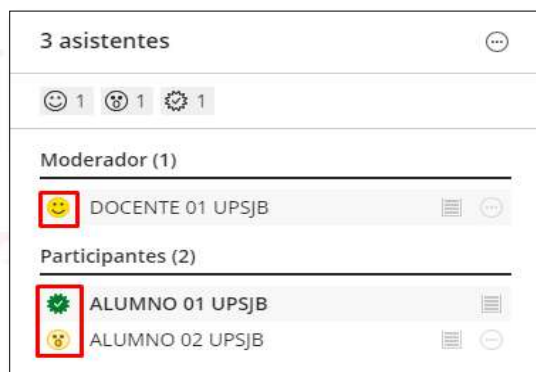 3 asistentes
1 1 1
Moderador (1)
DOCENTE 01 UPSJB
Participantes (2)
ALUMNO 01 UPSJB
ALUMNO 02 UPSJB